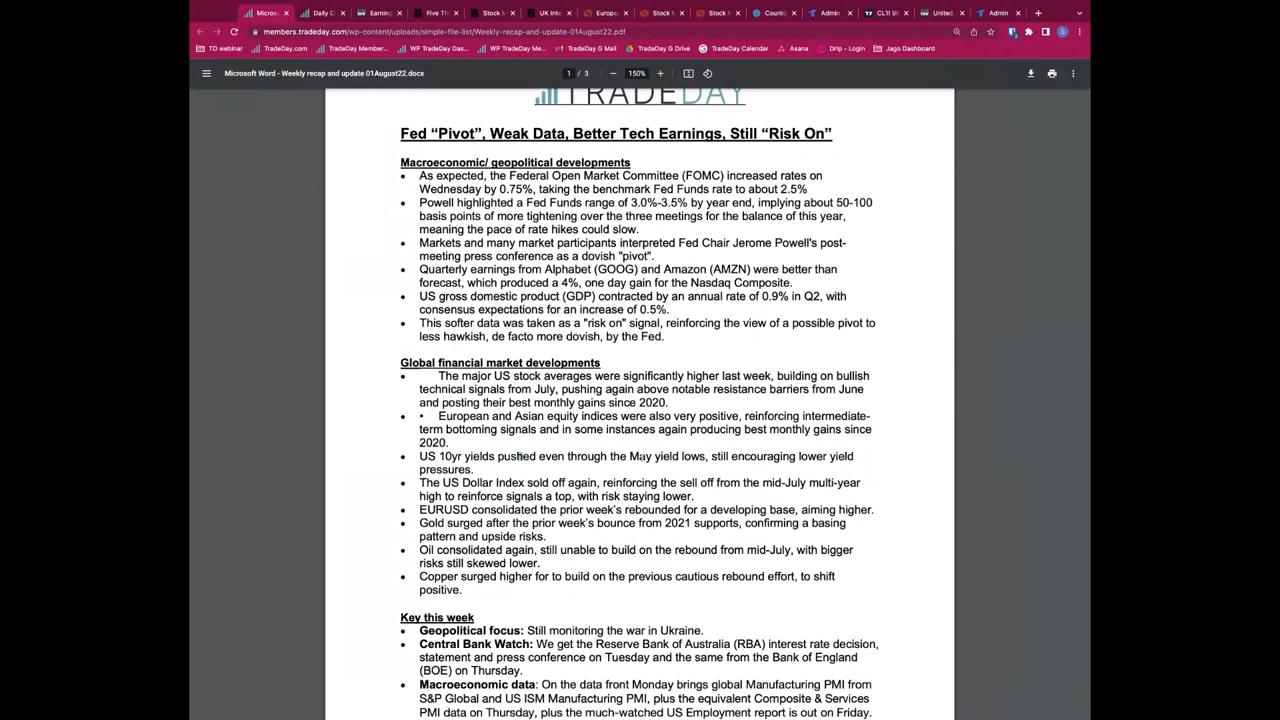 Micros
Daily C
Earning
Five Th
Stock M
UK Int
Europe
Stock M
Stock M
Count
Admin
CL1! 9
United
Admin
members.tradeday.com/wp-content/uploads/simple-file-list/Weekly-recap-and-update-01August22.pdf
TD webinar
TradeDay.com
TradeDay Member...
WP TradeDay Das...
WP TradeDay Me...
TradeDay G Mail
TradeDay G Drive
TradeDay Calendar
Asana
Drip - Login
Jago Dashboard
Microsoft Word - Weekly recap and update 01August22.docx
1 / 3
150%
TRADEDAY
Fed “Pivot”, Weak Data, Better Tech Earnings, Still “Risk On”
Macroeconomic/ geopolitical developments
• As expected, the Federal Open Market Committee (FOMC) increased rates on
Wednesday by 0.75%, taking the benchmark Fed Funds rate to about 2.5%
• Powell highlighted a Fed Funds range of 3.0%-3.5% by year end, implying about 50-100
basis points of more tightening over the three meetings for the balance of this year,
meaning the pace of rate hikes could slow.
• Markets and many market participants interpreted Fed Chair Jerome Powell's post-
meeting press conference as a dovish "pivot".
• Quarterly earnings from Alphabet (GOOG) and Amazon (AMZN) were better than
forecast, which produced a 4%, one day gain for the Nasdaq Composite.
• US gross domestic product (GDP) contracted by an annual rate of 0.9% in Q2, with
consensus expectations for an increase of 0.5%.
• This softer data was taken as a "risk on" signal, reinforcing the view of a possible pivot to
less hawkish, de facto more dovish, by the Fed.
Global financial market developments
• The major US stock averages were significantly higher last week, building on bullish
technical signals from July, pushing again above notable resistance barriers from June
and posting their best monthly gains since 2020.
• • European and Asian equity indices were also very positive, reinforcing intermediate-
term bottoming signals and in some instances again producing best monthly gains since
2020.
• US 10yr yields pushed even through the May yield lows, still encouraging lower yield
pressures.
• The US Dollar Index sold off again, reinforcing the sell off from the mid-July multi-year
high to reinforce signals a top, with risk staying lower.
• EURUSD consolidated the prior week’s rebounded for a developing base, aiming higher.
• Gold surged after the prior week’s bounce from 2021 supports, confirming a basing
pattern and upside risks.
• Oil consolidated again, still unable to build on the rebound from mid-July, with bigger
risks still skewed lower.
• Copper surged higher for to build on the previous cautious rebound effort, to shift
positive.
Key this week
• Geopolitical focus: Still monitoring the war in Ukraine.
• Central Bank Watch: We get the Reserve Bank of Australia (RBA) interest rate decision,
statement and press conference on Tuesday and the same from the Bank of England
(BOE) on Thursday.
• Macroeconomic data: On the data front Monday brings global Manufacturing PMI from
S&P Global and US ISM Manufacturing PMI, plus the equivalent Composite & Services
PMI data on Thursday, plus the much-watched US Employment report is out on Friday.